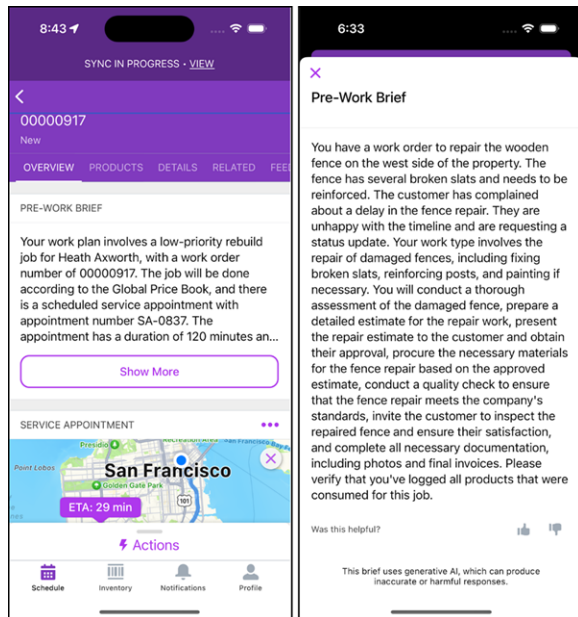 8:43
SYNC IN PROGRESS • VIEW
00000917
New
OVERVIEW PRODUCTS DETAILS RELATED FEE
PRE-WORK BRIEF
Your work plan involves a low-priority rebuild
job for Heath Axworth, with a work order
number of 00000917. The job will be done
according to the Global Price Book, and there
is a scheduled service appointment with
appointment number SA-0837. The
appointment has a duration of 120 minutes an...
Show More
SERVICE APPOINTMENT
Presidio
San Francisco Bay
Point Lobos
San Francisco
Golden Gate
Park
101
ETA: 29 min
Actions
Schedule Inventory Notifications Profile
6:33
Pre-Work Brief
You have a work order to repair the wooden
fence on the west side of the property. The
fence has several broken slats and needs to be
reinforced. The customer has complained
about a delay in the fence repair. They are
unhappy with the timeline and are requesting a
status update. Your work type involves the
repair of damaged fences, including fixing
broken slats, reinforcing posts, and painting if
necessary. You will conduct a thorough
assessment of the damaged fence, prepare a
detailed estimate for the repair work, present
the repair estimate to the customer and obtain
their approval, procure the necessary materials
for the fence repair based on the approved
estimate, conduct a quality check to ensure
that the fence repair meets the company's
standards, invite the customer to inspect the
repaired fence and ensure their satisfaction,
and complete all necessary documentation,
including photos and final invoices. Please
verify that you've logged all products that were
consumed for this job.
Was this helpful?
This brief uses generative AI, which can produce
inaccurate or harmful responses.